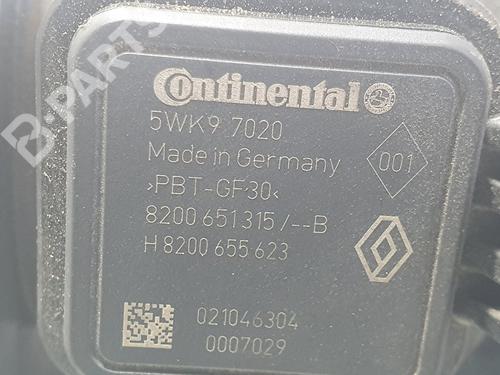 B-PARTS
Continental
5WK9 7020
Made in Germany
001
>PBT-GF30<
8200 651 315/--B
H 8200 655 623
021046304
0007029